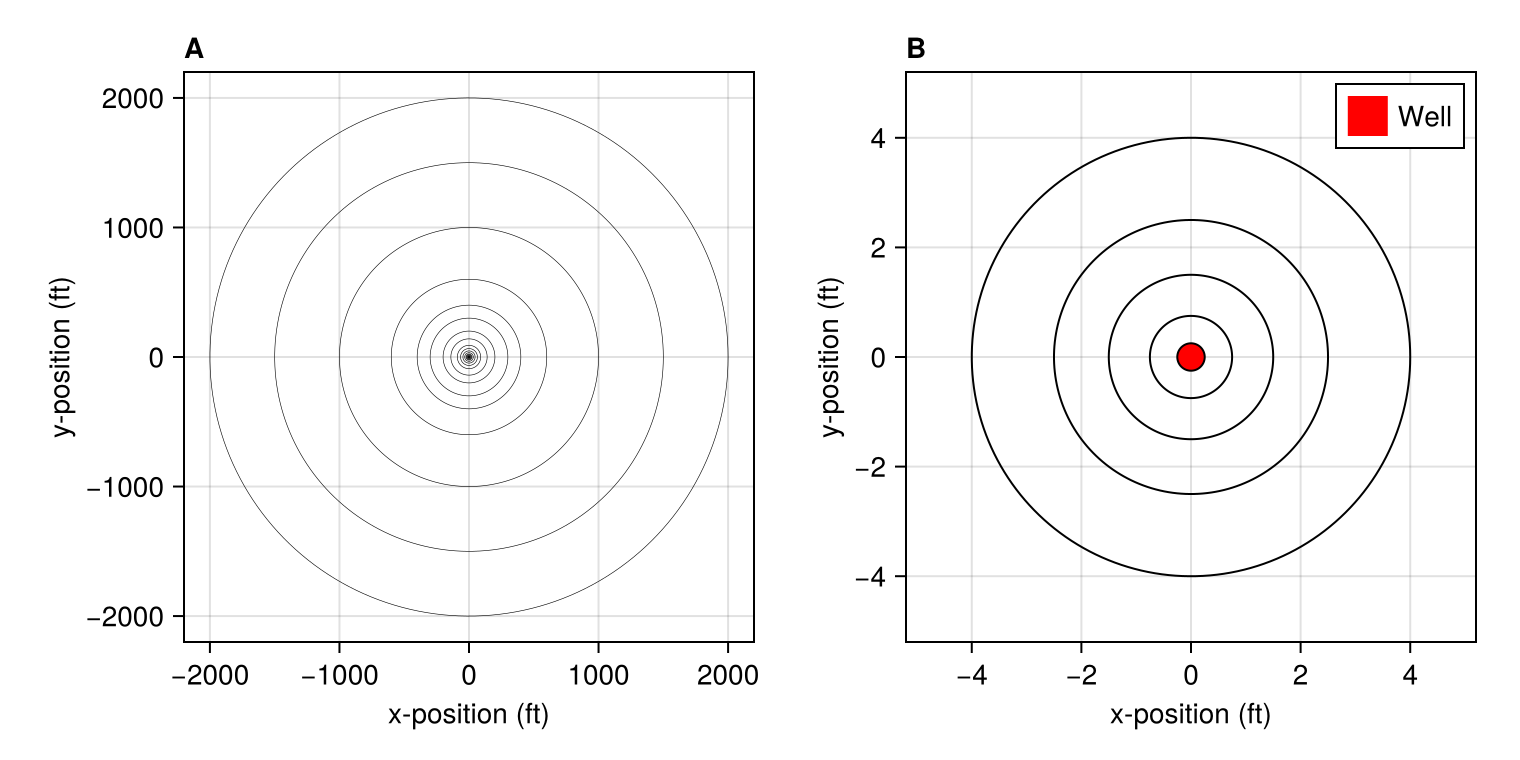 A
2000
1000
0
−1000
−2000
−2000 −1000 0 1000 2000
x-position (ft)
y-position (ft)
B
Well
4
2
0
−2
−4
−4 −2 0 2 4
x-position (ft)
y-position (ft)